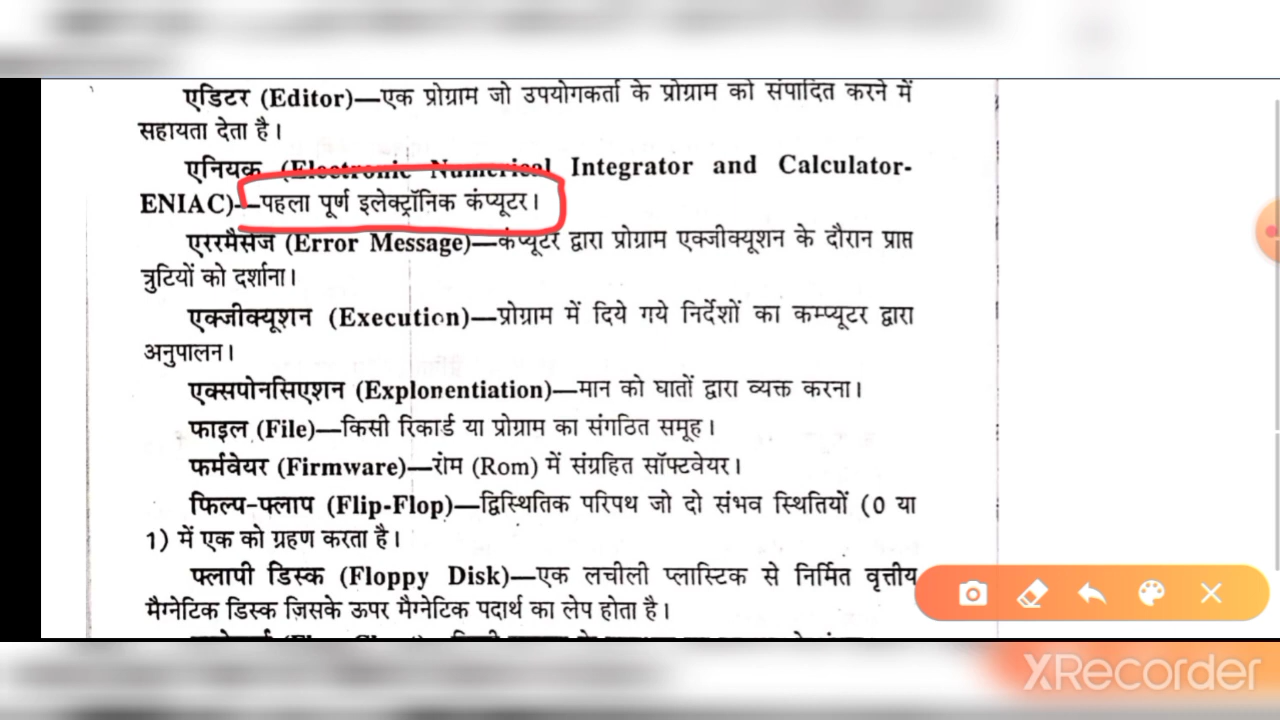 एडिटर (Editor)—एक प्रोग्राम जो उपयोगकर्ता के प्रोग्राम को संपादित करने में
सहायता देता है।
एनियक (Electronic Numerical Integrator and Calculator-
ENIAC)—पहला पूर्ण इलेक्ट्रॉनिक कंप्यूटर।
एररमैसेज (Error Message)—कंप्यूटर द्वारा प्रोग्राम एक्जीक्यूशन के दौरान प्राप्त
त्रुटियों को दर्शाना।
एक्जीक्यूशन (Execution)—प्रोग्राम में दिये गये निर्देशों का कम्प्यूटर द्वारा
अनुपालन।
एक्सपोनसिएशन (Explonentiation)—मान को घातों द्वारा व्यक्त करना।
फाइल (File)—किसी रिकार्ड या प्रोग्राम का संगठित समूह।
फर्मवेयर (Firmware)—रोम (Rom) में संग्रहित सॉफ्टवेयर।
फिल्प-फ्लाप (Flip-Flop)—द्विस्थितिक परिपथ जो दो संभव स्थितियों (0 या
1) में एक को ग्रहण करता है।
फ्लापी डिस्क (Floppy Disk)—एक लचीली प्लास्टिक से निर्मित वृत्तीय
मैग्नेटिक डिस्क जिसके ऊपर मैग्नेटिक पदार्थ का लेप होता है।
XRecorder